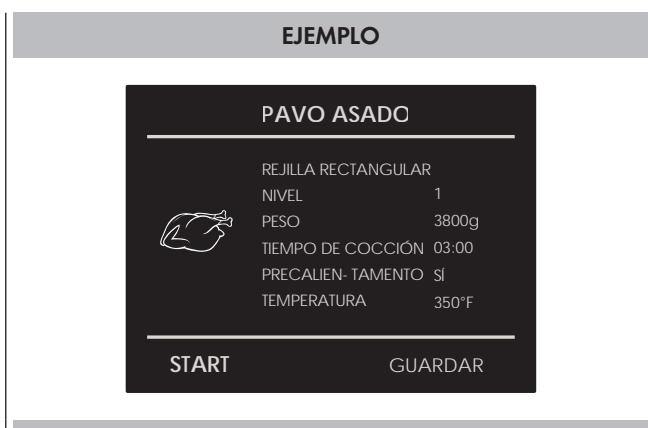 EJEMPLO
PAVO ASADO
REJILLA RECTANGULAR
NIVEL 1
PESO 3800g
TIEMPO DE COCCIÓN 03:00
PRECALIEN- TAMENTO SÍ
TEMPERATURA 350°F
START GUARDAR